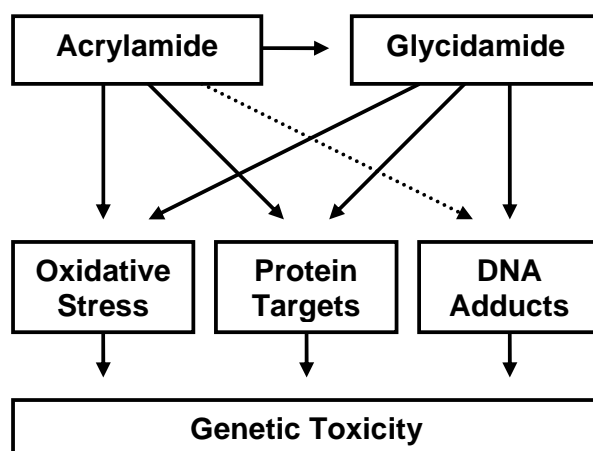 Acrylamide
Glycidamide
Oxidative
Stress
Protein
Targets
DNA
Adducts
Genetic Toxicity